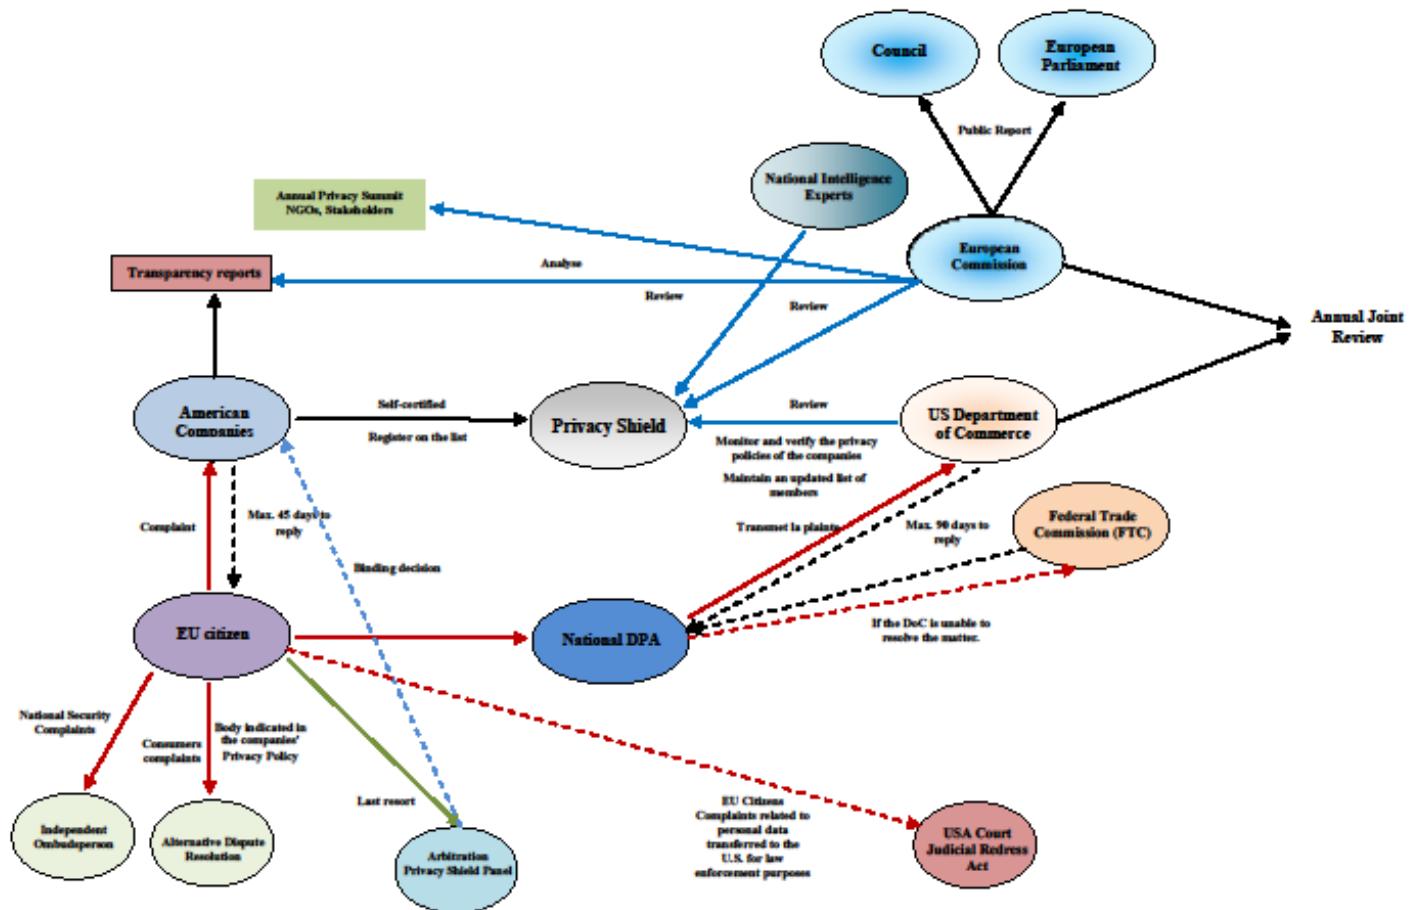 Council
European
Parliament
Public Report
National Intelligence
Experts
Annual Privacy Summit
NGOs, Stakeholders
European
Commission
Transparency reports
Analyse
Review
Review
Annual Joint
Review
American
Companies
Self-certified
Register on the list
Privacy Shield
Review
US Department
of Commerce
Monitor and verify the privacy
policies of the companies
Maintain an updated list of
members
Complaint
Max. 45 days to
reply
Transmet la plainte
Max. 90 days to
reply
Federal Trade
Commission (FTC)
Binding decision
EU citizen
National DPA
If the DoC is unable to
resolve the matter.
National Security
Complaints
Consumers
complaints
Body indicated in
the companies'
Privacy Policy
Last resort
EU Citizens
Complaints related to
personal data
transferred to the
U.S. for law
enforcement purposes
Independent
Ombudsperson
Alternative Dispute
Resolution
Arbitration
Privacy Shield Panel
USA Court
Judicial Redress
Act